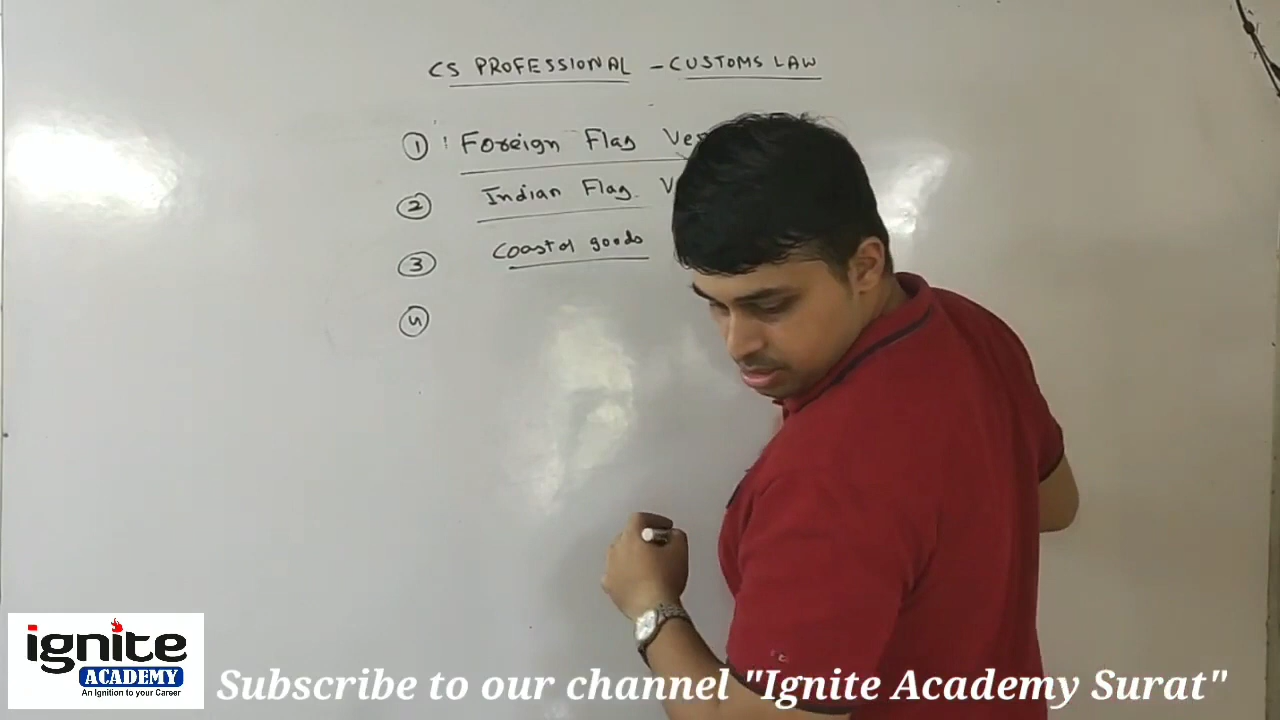 CS PROFESSIONAL - CUSTOMS LAW
1 Foreign Flag
2 Indian Flag
3 Coastal goods
4
ignite
ACADEMY
An Ignition to your Career
Subscribe to our channel "Ignite Academy Surat"